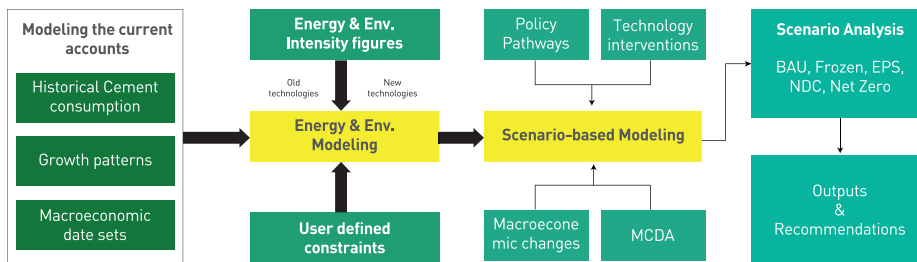 Modeling the current
accounts
Historical Cement
consumption
Growth patterns
Macroeconomic
date sets
Energy & Env.
Intensity figures
Old
technologies
New
technologies
Energy & Env.
Modeling
User defined
constraints
Policy
Pathways
Technology
interventions
Scenario-based Modeling
Macroecone
mic changes
MCDA
Scenario Analysis
BAU, Frozen, EPS,
NDC, Net Zero
Outputs
&
Recommendations